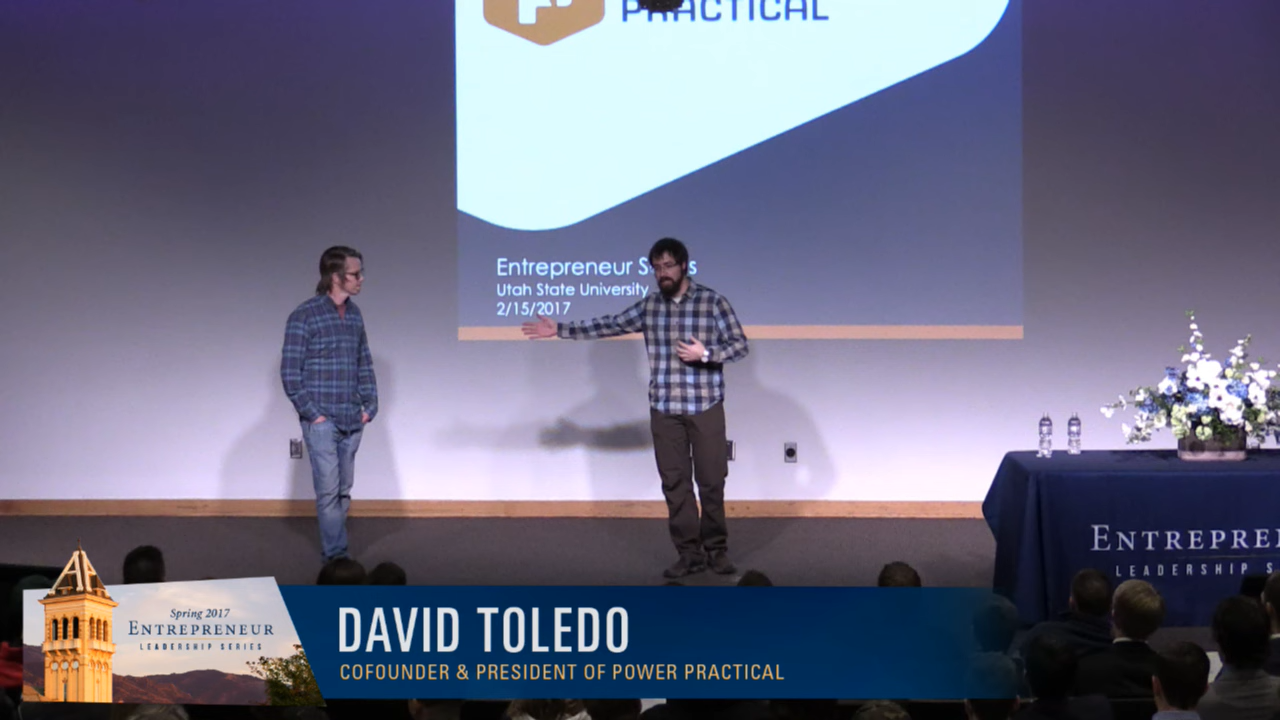 PRACTICAL
Entrepreneur
Utah State University
2/15/2017
ENTREPRE
LEADERSHIP S
Spring 2017
ENTREPRENEUR
LEADERSHIP SERIES
DAVID TOLEDO
COFOUNDER & PRESIDENT OF POWER PRACTICAL